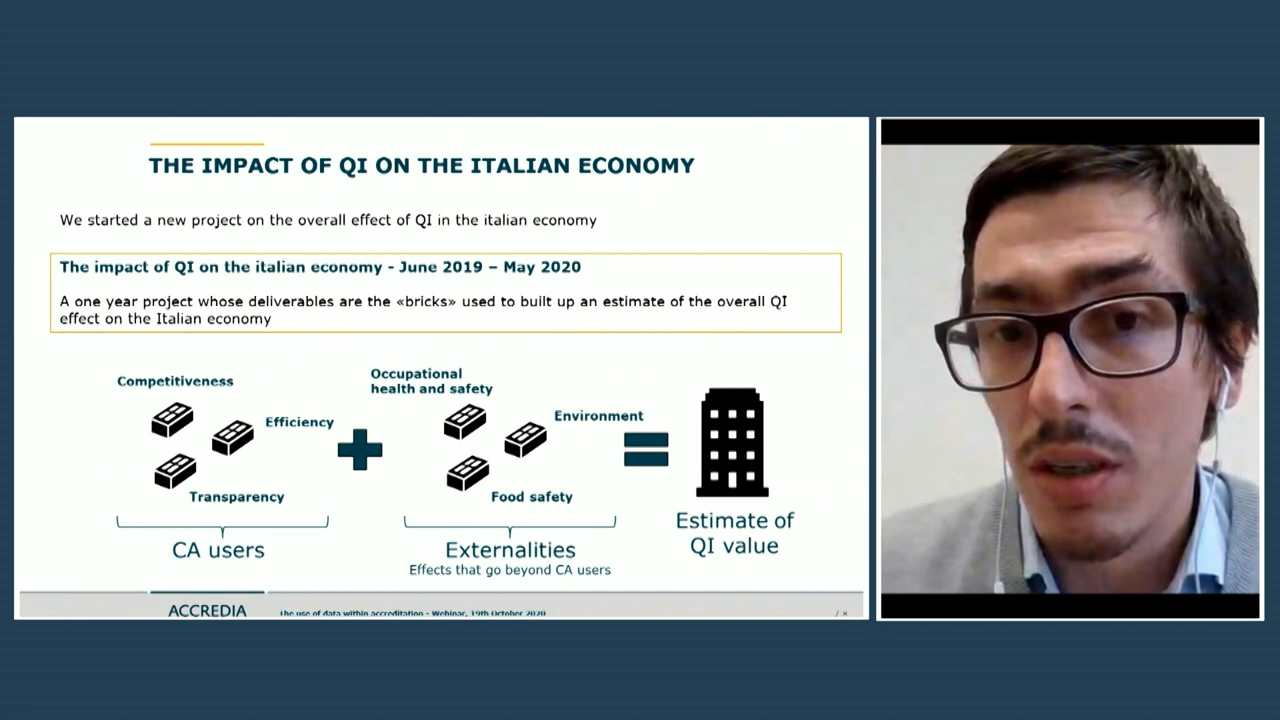 THE IMPACT OF QI ON THE ITALIAN ECONOMY
We started a new project on the overall effect of QI in the italian economy
The impact of QI on the italian economy - June 2019 – May 2020
A one year project whose deliverables are the «bricks» used to built up an estimate of the overall QI
effect on the Italian economy
Competitiveness
Efficiency
Transparency
CA users
Occupational
health and safety
Environment
Food safety
Externalities
Effects that go beyond CA users
Estimate of
QI value
ACCREDIA
The use of data within accreditation - Webinar, 19th October 2020